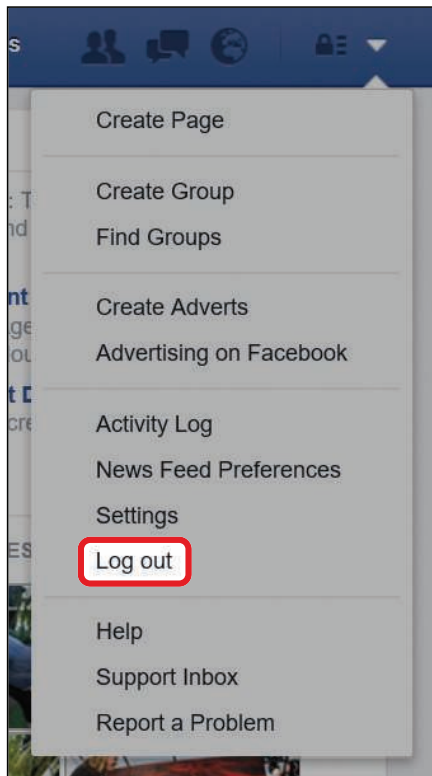 s
Create Page
Create Group
Find Groups
Create Adverts
Advertising on Facebook
Activity Log
News Feed Preferences
Settings
Log out
Help
Support Inbox
Report a Problem